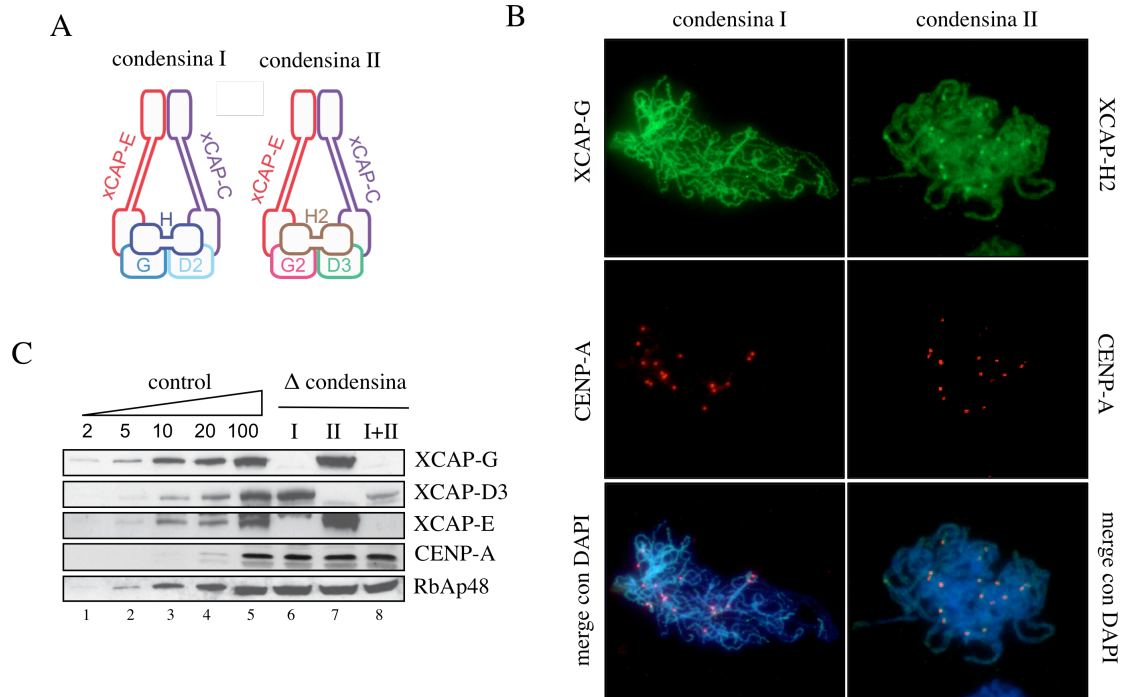 A
condensina I
condensina II
xCAP-E
xCAP-C
H
G
D2
xCAP-E
xCAP-C
H2
G2
D3
B
condensina I
condensina II
XCAP-G
XCAP-H2
CENP-A
CENP-A
merge con DAPI
merge con DAPI
C
control
Δ condensina
2 5 10 20 100 I II I+II
XCAP-G
XCAP-D3
XCAP-E
CENP-A
RbAp48
1 2 3 4 5 6 7 8